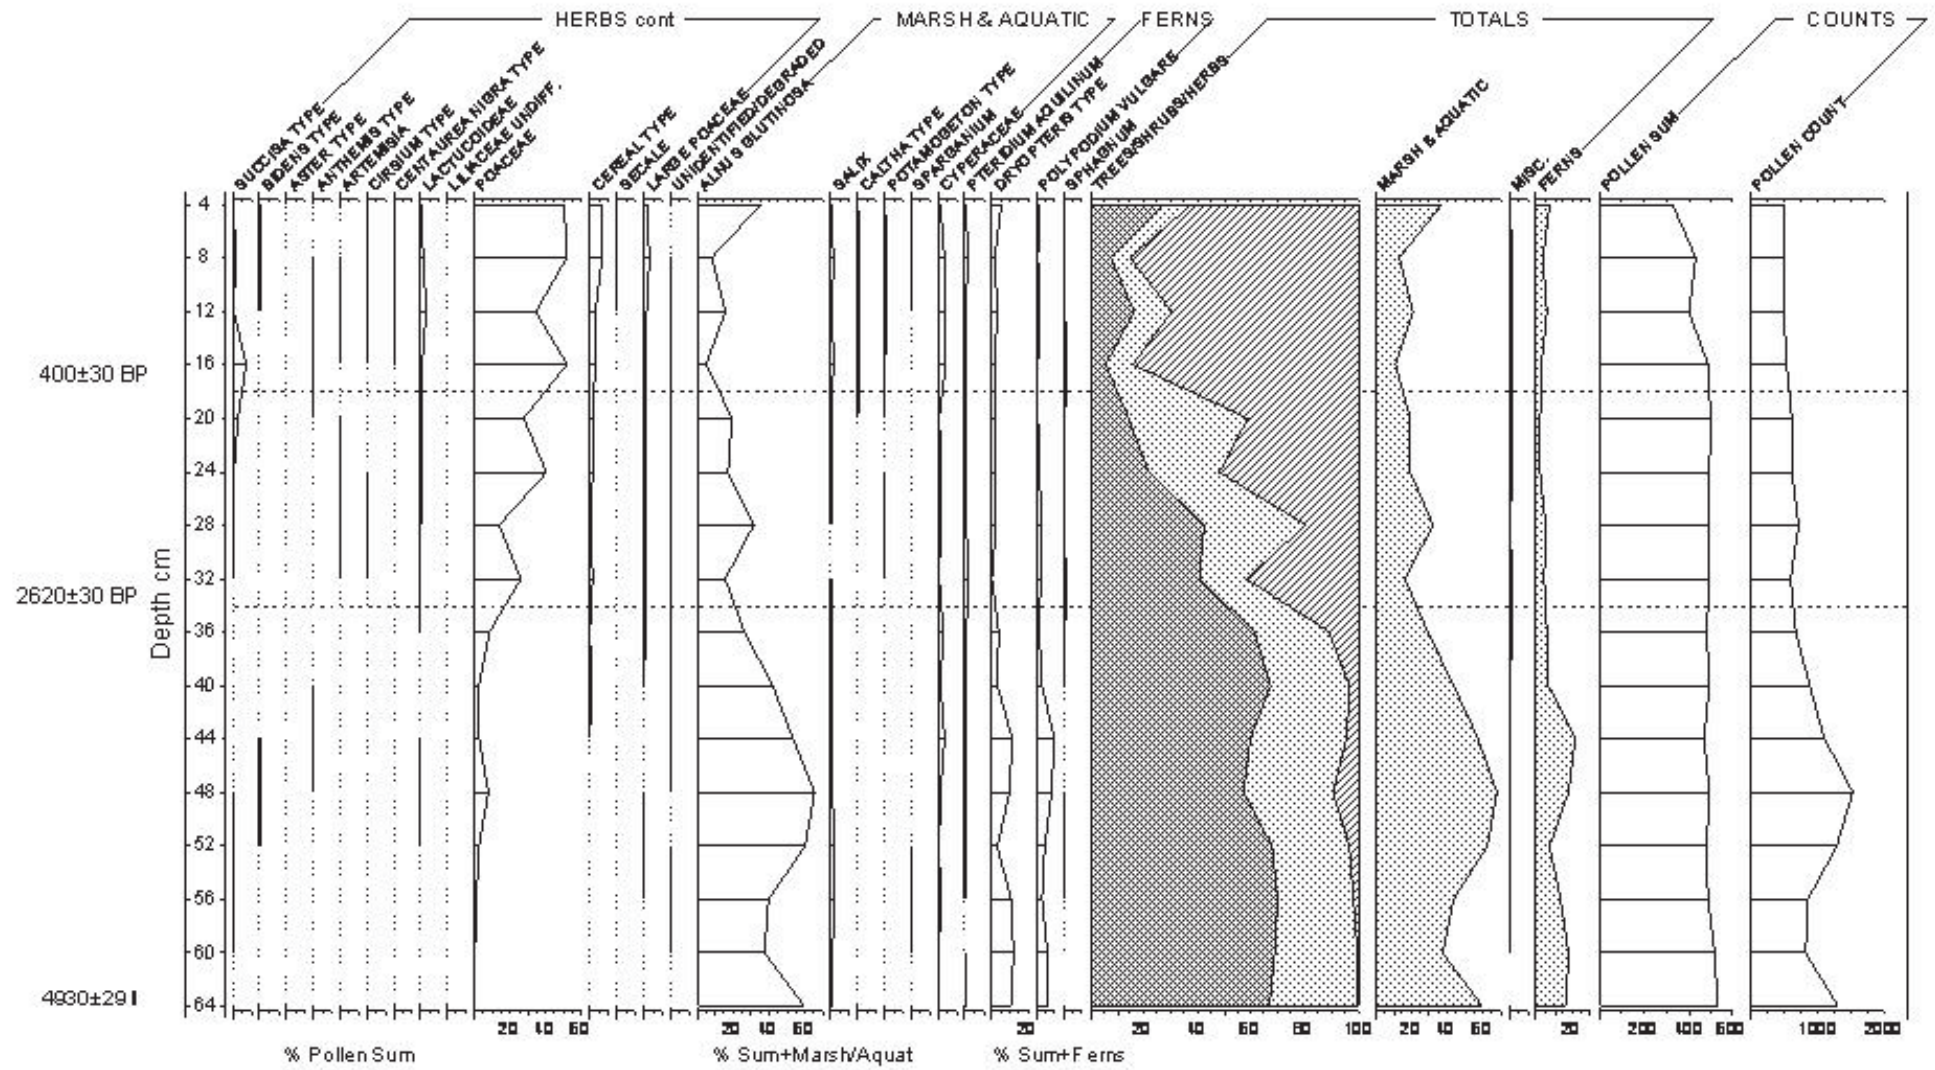 HERBS cont
MARSH & AQUATIC
FERNS
TOTALS
COUNTS
SUCCISA TYPE
BIDENS TYPE
ASTER TYPE
ANTHEMIS TYPE
ARTEMISIA
CIRSIUM TYPE
CENTAUREA NIGRA TYPE
LACTUCOIDEAE
LILIACEAE UNDIFF.
POACEAE
CEREAL TYPE
SECALE
LARGE POACEAE
UNIDENTIFIED/DEGRADED
ALNUS GLUTINOSA
SALIX
CALTHA TYPE
POTAMOGETON TYPE
SPARGANIUM
CYPERACEAE
PTERIDIUM AQUILINUM
DRYOPTERIS TYPE
POLYPODIUM VULGARE
SPHAGNUM
TREES/SHRUBS/HERBS
MARSH & AQUATIC
MISC.
FERNS
POLLEN SUM
POLLEN COUNT
4
8
12
16
400±30 BP
20
24
28
32
2620±30 BP
Depth cm
36
40
44
48
52
56
60
4930±29
64
20 40 60
20 40 60
20
20 40 60 80 100
20 40 60
20
200 400 600
1000 2000
% Pollen Sum
% Sum+Marsh/Aquat
% Sum+Ferns